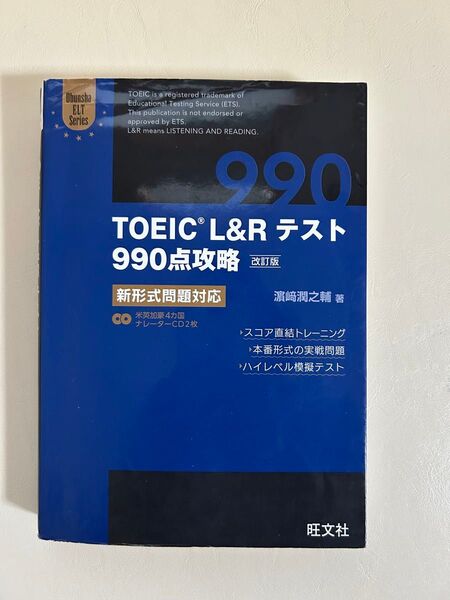 Obunsha
ELT
Series
TOEIC is a registered trademark of
Educational Testing Service (ETS).
This publication is not endorsed or
approved by ETS.
L&R means LISTENING AND READING.
990
TOEIC® L&R テスト
990点攻略 改訂版
新形式問題対応
濵﨑潤之輔 著
米英加豪4カ国
ナレーターCD2枚
スコア直結トレーニング
本番形式の実戦問題
ハイレベル模擬テスト
旺文社